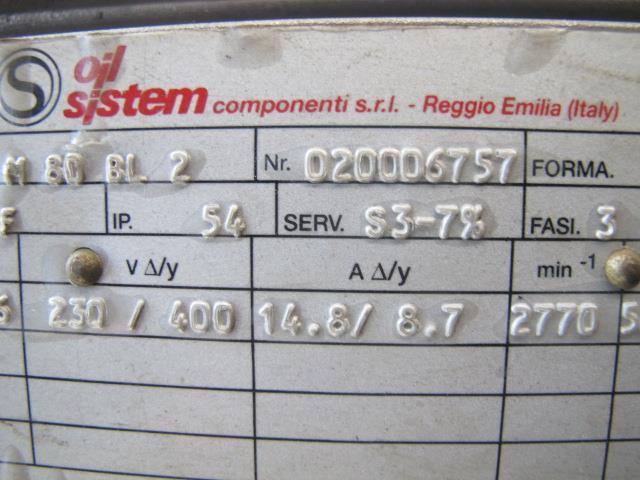 S oil
sistem componenti s.r.l. - Reggio Emilia (Italy)
M 80 BL 2 Nr. 020006757 FORMA.
F IP. 54 SERV. S3-7% FASI. 3
V Δ/y A Δ/y min -1
230 / 400 14.8/ 8.7 2770 5